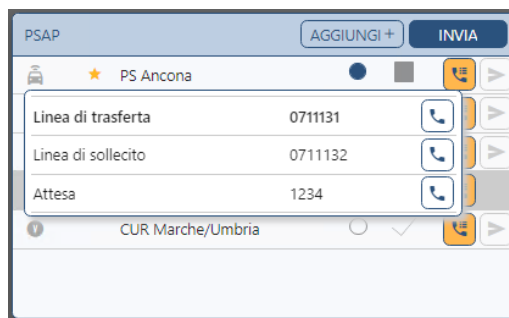 PSAP AGGIUNGI + INVIA
PS Ancona
Linea di trasferta 0711131
Linea di sollecito 0711132
Attesa 1234
V CUR Marche/Umbria